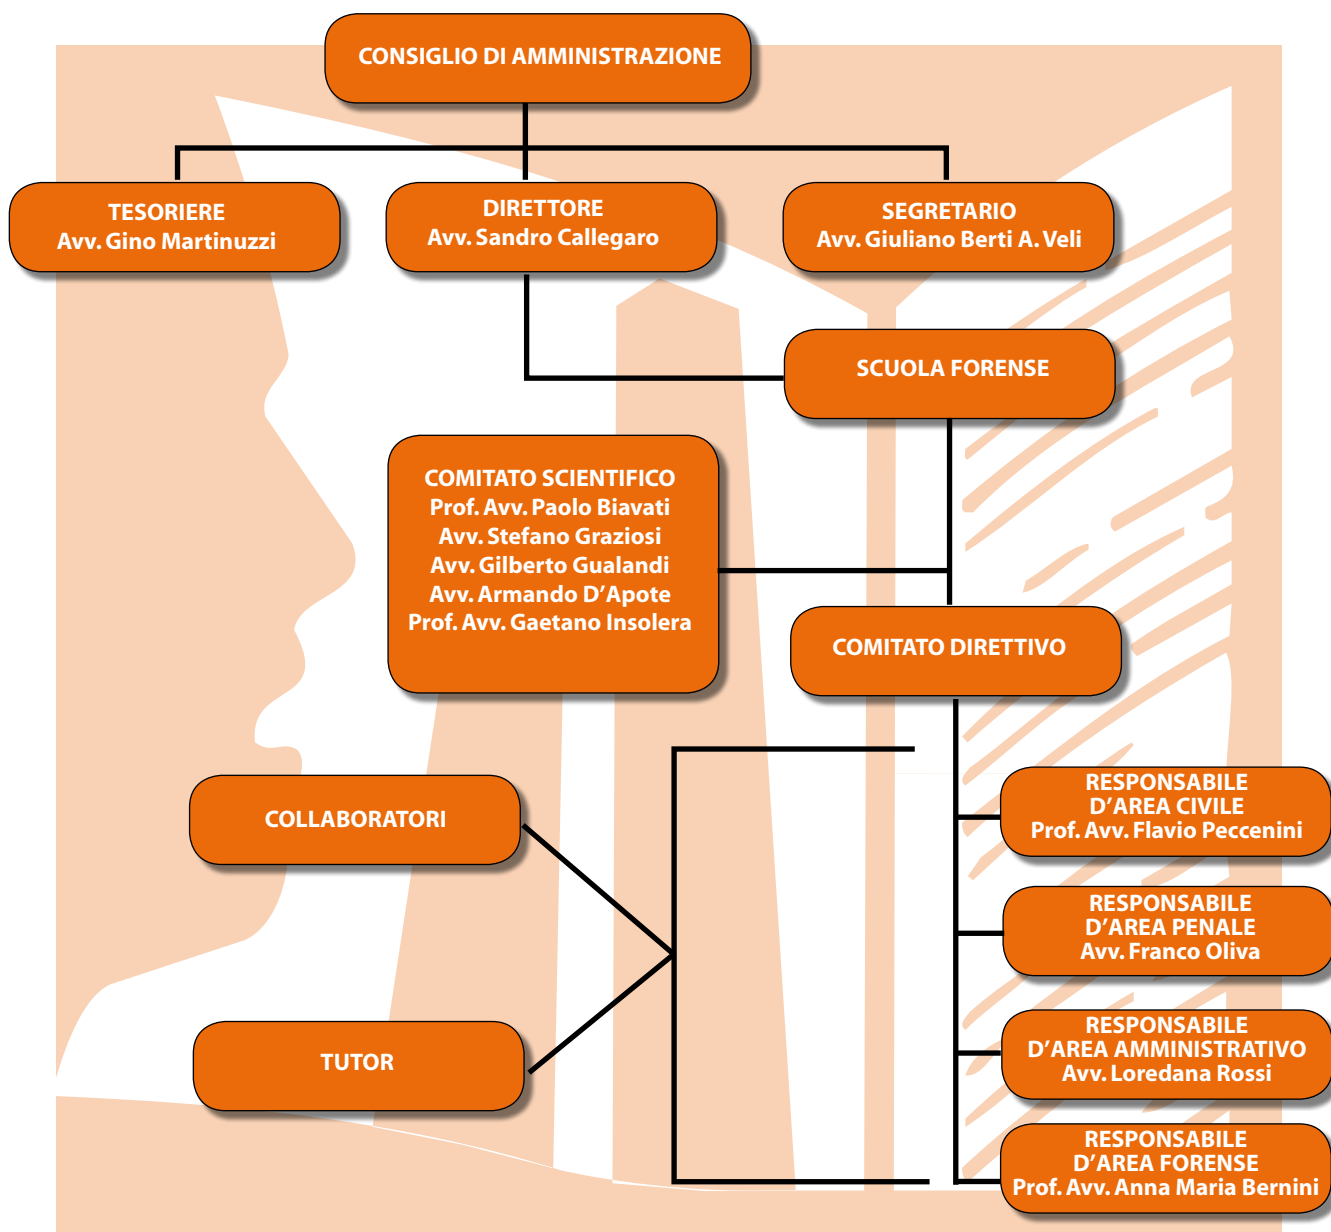 CONSIGLIO DI AMMINISTRAZIONE
TESORIERE
Avv. Gino Martinuzzi
DIRETTORE
Avv. Sandro Callegaro
SEGRETARIO
Avv. Giuliano Berti A. Veli
SCUOLA FORENSE
COMITATO SCIENTIFICO
Prof. Avv. Paolo Biavati
Avv. Stefano Graziosi
Avv. Gilberto Gualandi
Avv. Armando D'Apote
Prof. Avv. Gaetano Insolera
COMITATO DIRETTIVO
COLLABORATORI
TUTOR
RESPONSABILE
D'AREA CIVILE
Prof. Avv. Flavio Peccenini
RESPONSABILE
D'AREA PENALE
Avv. Franco Oliva
RESPONSABILE
D'AREA AMMINISTRATIVO
Avv. Loredana Rossi
RESPONSABILE
D'AREA FORENSE
Prof. Avv. Anna Maria Bernini